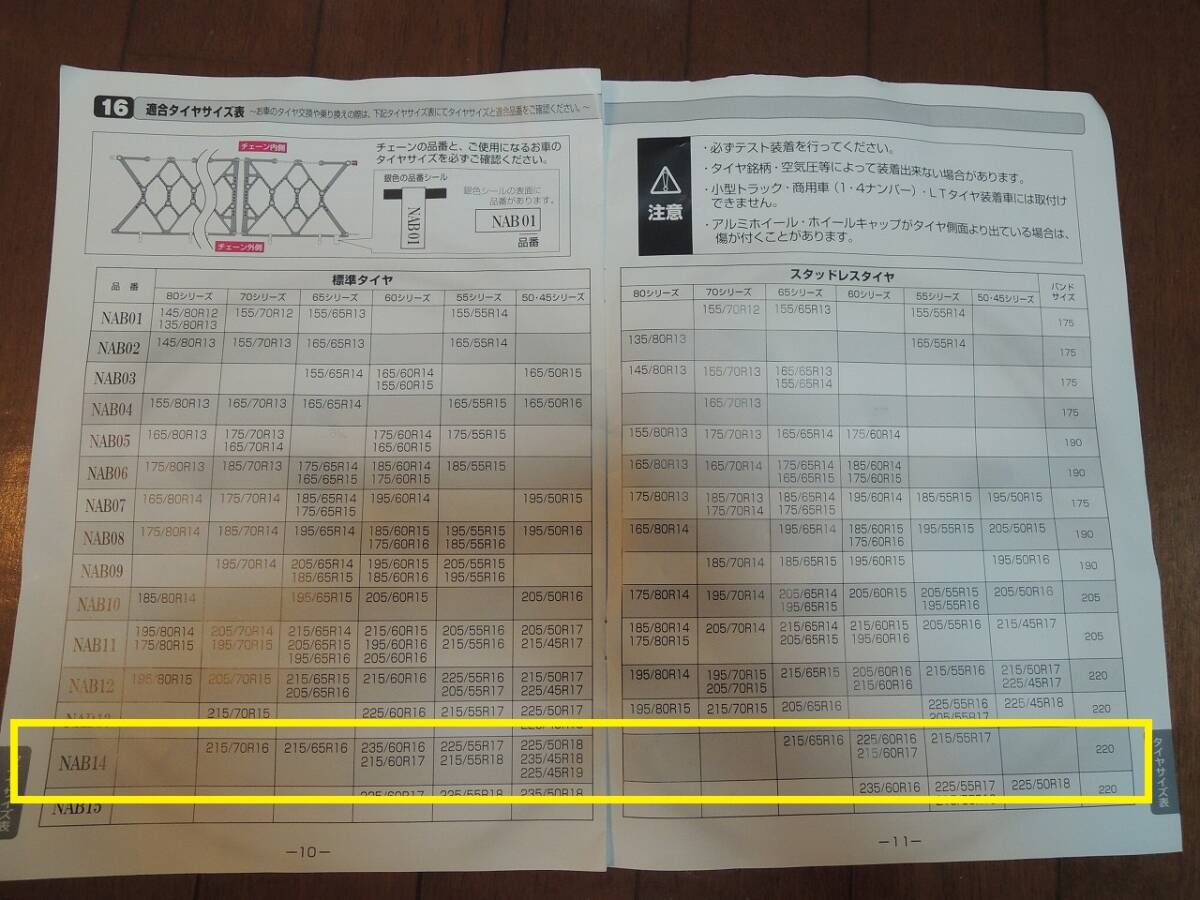 16 適合タイヤサイズ表 ~お車のタイヤ交換や乗り換えの際は、下記タイヤサイズ表にてタイヤサイズと適合品番をご確認ください。~
チェーン内側
チェーン外側
チェーンの品番と、ご使用になるお車の
タイヤサイズを必ずご確認ください。
銀色の品番シール
NAB01
銀色シールの表面に
品番があります。
NAB 01
品番
品番 標準タイヤ
80シリーズ 70シリーズ 65シリーズ 60シリーズ 55シリーズ 50・45シリーズ
NAB01 145/80R12 155/70R12 155/65R13 155/55R14
135/80R13
NAB02 145/80R13 155/70R13 165/65R13 165/55R14
NAB03 155/65R14 165/60R14 165/50R15
155/60R15
NAB04 155/80R13 165/70R13 165/65R14 165/55R15 165/50R16
NAB05 165/80R13 175/70R13 175/60R14 175/55R15
165/70R14 165/60R15
NAB06 175/80R13 185/70R13 175/65R14 185/60R14 185/55R15
165/65R15 175/60R15
NAB07 165/80R14 175/70R14 185/65R14 195/60R14 195/50R15
175/65R15
NAB08 175/80R14 185/70R14 195/65R14 185/60R15 195/55R15 195/50R16
175/60R16 185/55R16
NAB09 195/70R14 205/65R14 195/60R15 205/55R15
185/65R15 185/60R16 195/55R16
NAB10 185/80R14 195/65R15 205/60R15 205/50R16
NAB11 195/80R14 205/70R14 215/65R14 215/60R15 205/55R16 205/50R17
175/80R15 195/70R15 205/65R15 195/60R16 215/55R16 215/45R17
195/65R16 205/60R16
NAB12 195/80R15 205/70R15 215/65R15 215/60R16 225/55R16 215/50R17
205/65R16 205/55R17 225/45R17
215/70R15 225/60R16 215/55R17 225/50R17
NAB14 215/70R16 215/65R16 235/60R16 225/55R17 225/50R18
215/60R17 215/55R18 235/45R18
225/45R19
NAB15 225/60R17 225/55R18 235/50R18
−10−
注意
・必ずテスト装着を行ってください。
・タイヤ銘柄・空気圧等によって装着出来ない場合があります。
・小型トラック・商用車(1・4ナンバー)・LTタイヤ装着車には取付け
できません。
・アルミホイール・ホイールキャップがタイヤ側面より出ている場合は、
傷が付くことがあります。
スタッドレスタイヤ バンド
サイズ
80シリーズ 70シリーズ 65シリーズ 60シリーズ 55シリーズ 50・45シリーズ
155/70R12 155/65R13 155/55R14 175
135/80R13 165/55R14 175
145/80R13 155/70R13 165/65R13 175
155/65R14
165/70R13 175
155/80R13 175/70R13 165/65R14 175/60R14 190
165/80R13 165/70R14 175/65R14 185/60R14 190
165/65R15 175/60R15
175/80R13 185/70R13 185/65R14 195/60R14 185/55R15 195/50R15 175
175/70R14 175/65R15
165/80R14 195/65R14 185/60R15 195/55R15 205/50R15 190
175/60R16
185/70R14 185/65R15 195/60R15 195/50R16 190
175/80R14 195/70R14 205/65R14 205/60R15 205/55R15 205/50R16 205
195/65R15 195/55R16
185/80R14 205/70R14 215/65R14 215/60R15 205/55R16 215/45R17 205
175/80R15 205/65R15 195/60R16
195/80R14 195/70R15 215/65R15 205/60R16 215/55R16 215/50R17 220
205/70R15 215/60R16 225/45R17
195/80R15 215/70R15 205/65R16 225/55R16 225/45R18 220
205/55R17
215/65R16 225/60R16 215/55R17 220
215/60R17
235/60R16 225/55R17 225/50R18 220
−11−
タイヤサイズ表
イズ表